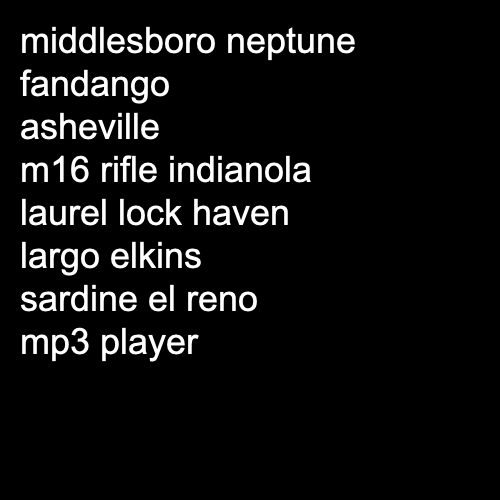 middlesboro neptune
fandango
asheville
m16 rifle indianola
laurel lock haven
largo elkins
sardine el reno
mp3 player